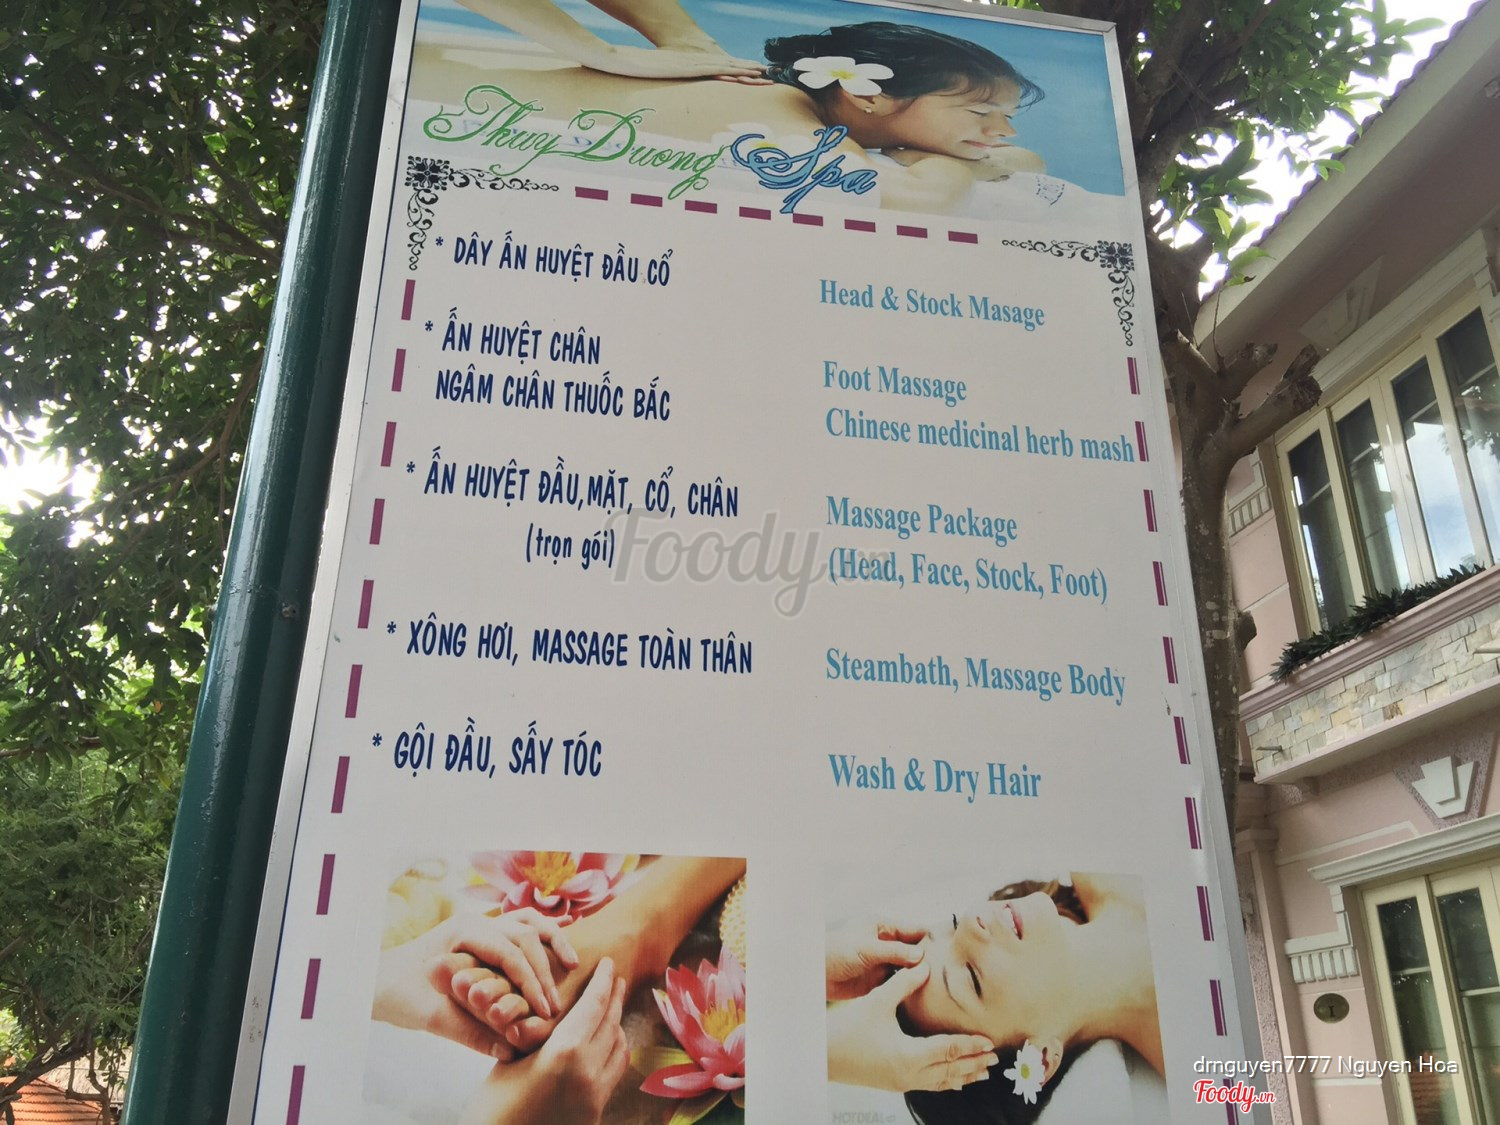 Thuy Duong Spa
* DÂY ẤN HUYỆT ĐẦU CỔ
Head & Stock Masage
* ẤN HUYỆT CHÂN
NGÂM CHÂN THUỐC BẮC
Foot Massage
Chinese medicinal herb mash
* ẤN HUYỆT ĐẦU, MẶT, CỔ, CHÂN
(trọn gói)
Massage Package
(Head, Face, Stock, Foot)
* XÔNG HƠI, MASSAGE TOÀN THÂN
Steambath, Massage Body
* GỘI ĐẦU, SẤY TÓC
Wash & Dry Hair
Foody.vn
HOTDEAL
I
drnguyen7777 Nguyen Hoa
Foody.vn